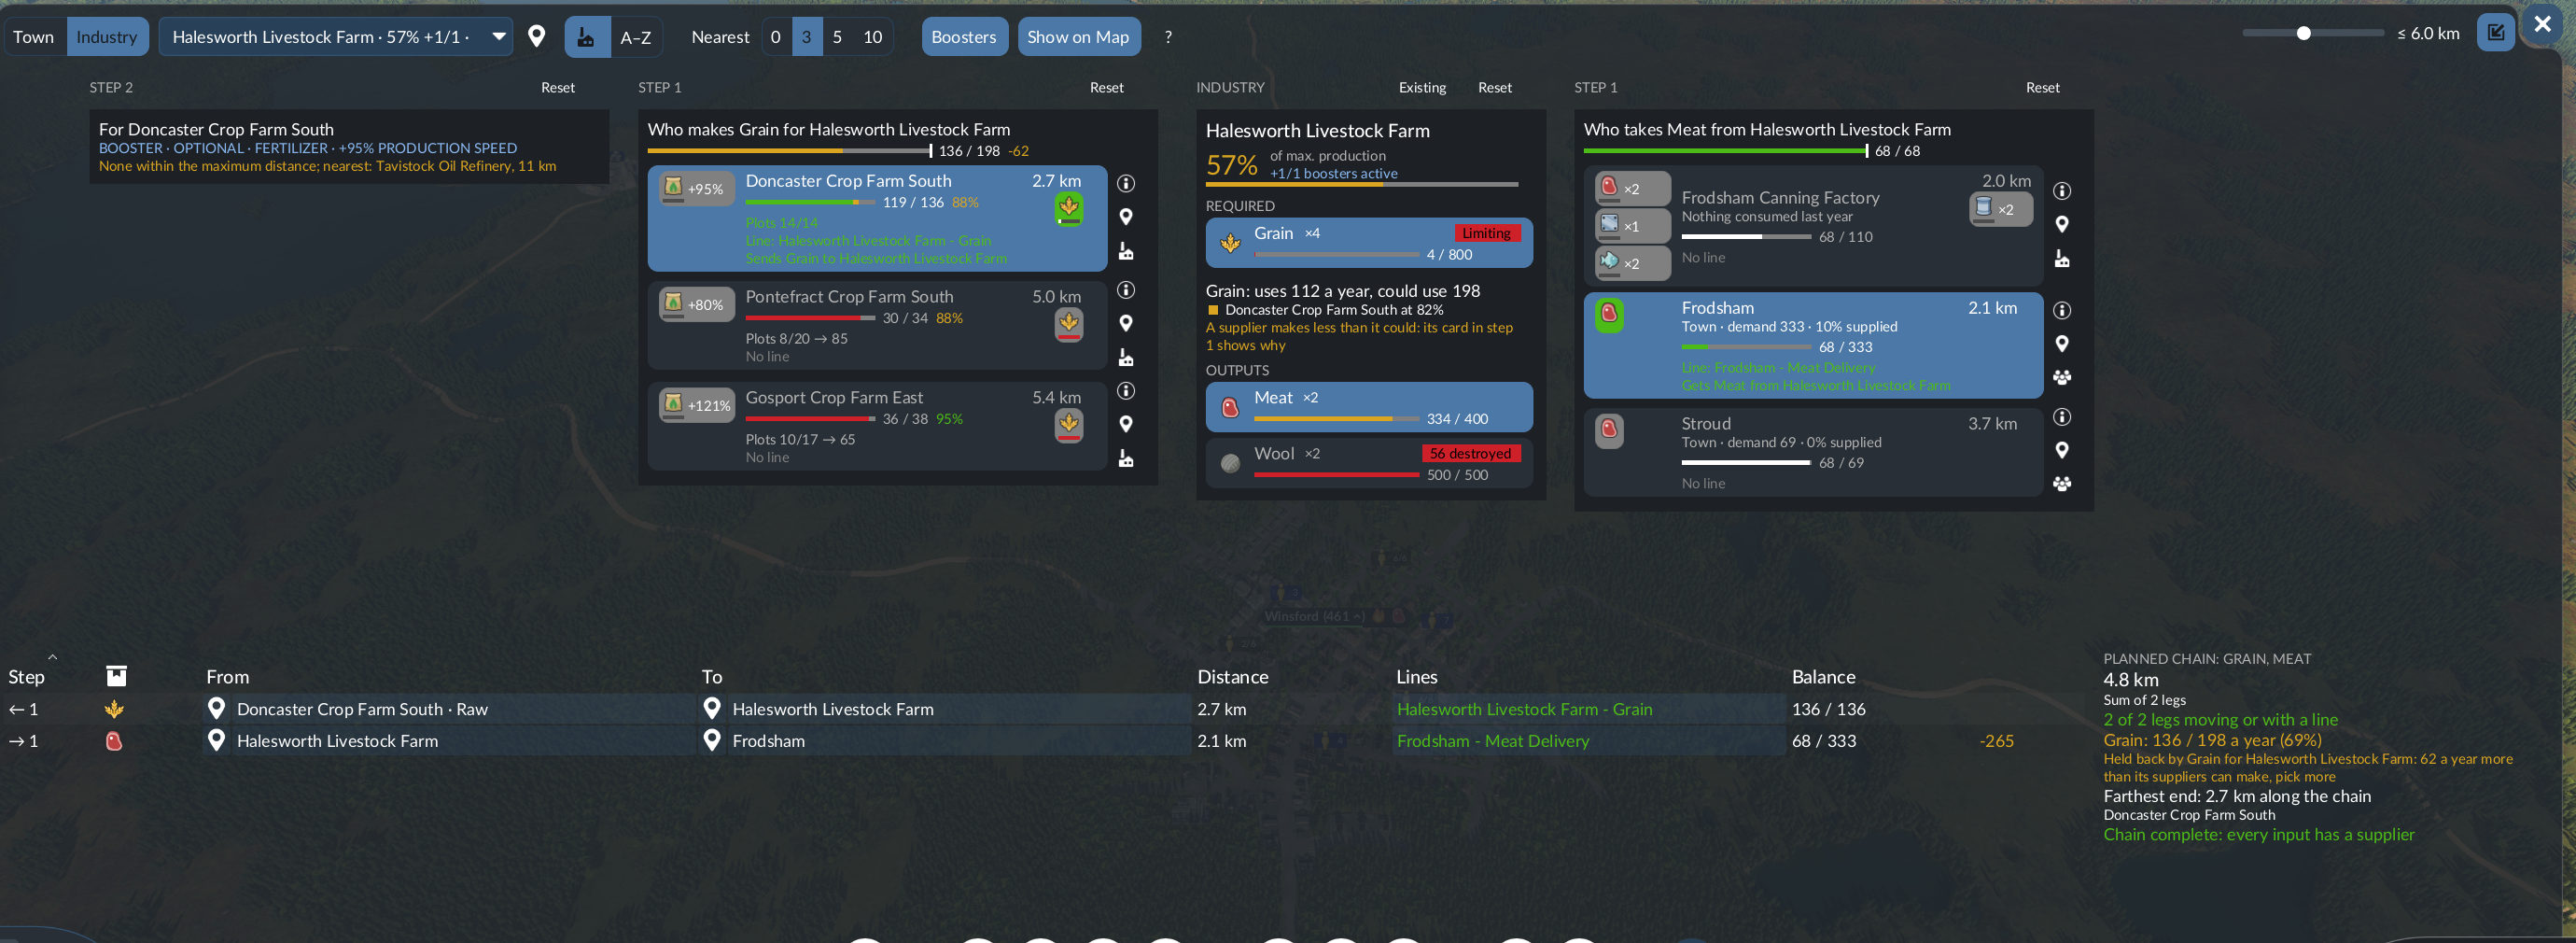 Town Industry Halesworth Livestock Farm · 57% +1/1 · A–Z Nearest 0 3 5 10 Boosters Show on Map ? ≤ 6.0 km
STEP 2 Reset
For Doncaster Crop Farm South
BOOSTER · OPTIONAL · FERTILIZER · +95% PRODUCTION SPEED
None within the maximum distance; nearest: Tavistock Oil Refinery, 11 km
STEP 1 Reset
Who makes Grain for Halesworth Livestock Farm
136 / 198 -62
+95% Doncaster Crop Farm South 2.7 km
119 / 136 88%
Plots 14/14
Line: Halesworth Livestock Farm - Grain
Sends Grain to Halesworth Livestock Farm
+80% Pontefract Crop Farm South 5.0 km
30 / 34 88%
Plots 8/20 → 85
No line
+121% Gosport Crop Farm East 5.4 km
36 / 38 95%
Plots 10/17 → 65
No line
INDUSTRY Existing Reset
Halesworth Livestock Farm
57% of max. production
+1/1 boosters active
REQUIRED
Grain ×4 Limiting
4 / 800
Grain: uses 112 a year, could use 198
Doncaster Crop Farm South at 82%
A supplier makes less than it could: its card in step
1 shows why
OUTPUTS
Meat ×2
334 / 400
Wool ×2 56 destroyed
500 / 500
STEP 1 Reset
Who takes Meat from Halesworth Livestock Farm
68 / 68
×2
×1
×2
Frodsham Canning Factory 2.0 km
Nothing consumed last year ×2
68 / 110
No line
Frodsham 2.1 km
Town · demand 333 · 10% supplied
68 / 333
Line: Frodsham - Meat Delivery
Gets Meat from Halesworth Livestock Farm
Stroud 3.7 km
Town · demand 69 · 0% supplied
68 / 69
No line
Winsford (461
Step From To Distance Lines Balance
← 1 Doncaster Crop Farm South · Raw Halesworth Livestock Farm 2.7 km Halesworth Livestock Farm - Grain 136 / 136
→ 1 Halesworth Livestock Farm Frodsham 2.1 km Frodsham - Meat Delivery 68 / 333 -265
PLANNED CHAIN: GRAIN, MEAT
4.8 km
Sum of 2 legs
2 of 2 legs moving or with a line
Grain: 136 / 198 a year (69%)
Held back by Grain for Halesworth Livestock Farm: 62 a year more
than its suppliers can make, pick more
Farthest end: 2.7 km along the chain
Doncaster Crop Farm South
Chain complete: every input has a supplier